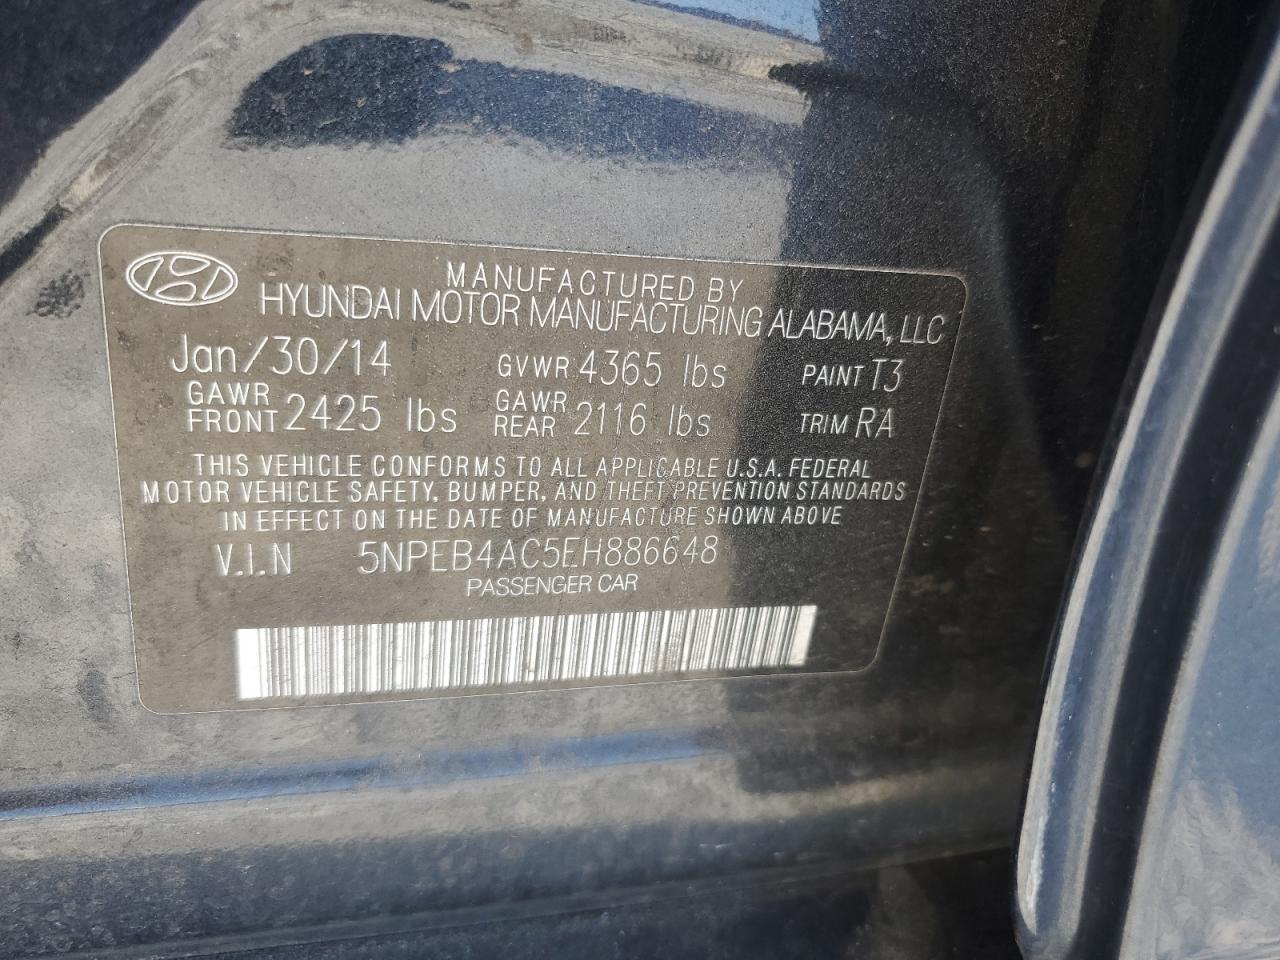 MANUFACTURED BY
HYUNDAI MOTOR MANUFACTURING ALABAMA, LLC
Jan/30/14 GVWR 4365 lbs PAINT T3
GAWR FRONT 2425 lbs GAWR REAR 2116 lbs TRIM RA
THIS VEHICLE CONFORMS TO ALL APPLICABLE U.S.A. FEDERAL
MOTOR VEHICLE SAFETY, BUMPER, AND THEFT PREVENTION STANDARDS
IN EFFECT ON THE DATE OF MANUFACTURE SHOWN ABOVE
V.I.N 5NPEB4AC5EH886648
PASSENGER CAR